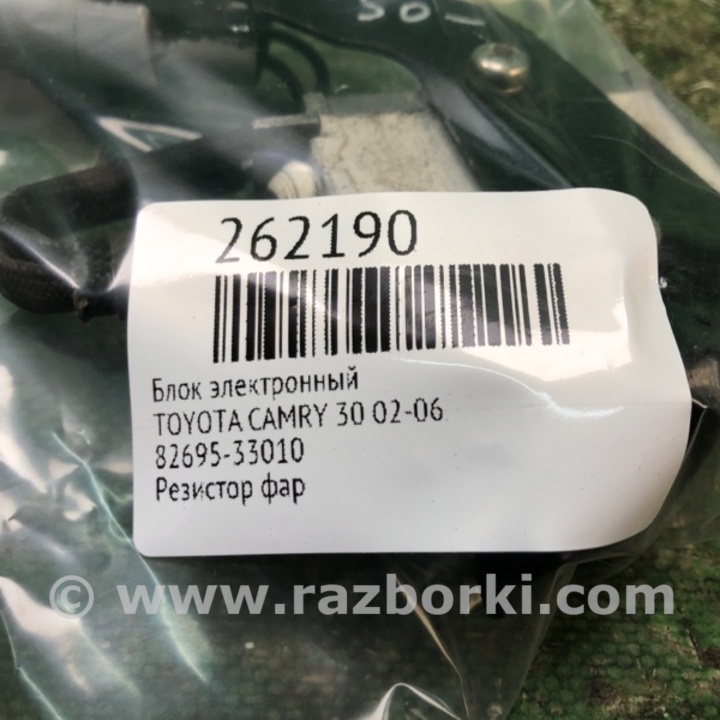 262190
Блок электронный
TOYOTA CAMRY 30 02-06
82695-33010
Резистор фар
© www.razborki.com